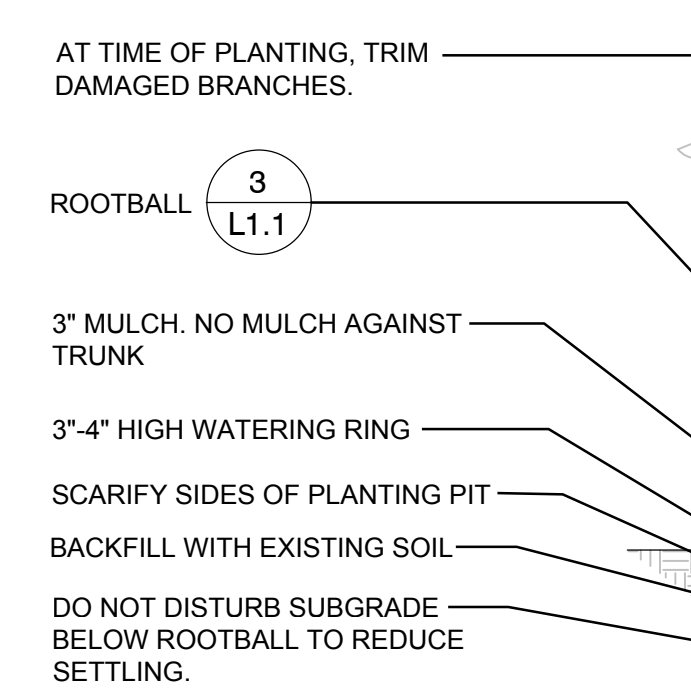 AT TIME OF PLANTING, TRIM
DAMAGED BRANCHES.
ROOTBALL
3
L1.1
3" MULCH. NO MULCH AGAINST
TRUNK
3"-4" HIGH WATERING RING
SCARIFY SIDES OF PLANTING PIT
BACKFILL WITH EXISTING SOIL
DO NOT DISTURB SUBGRADE
BELOW ROOTBALL TO REDUCE
SETTLING.